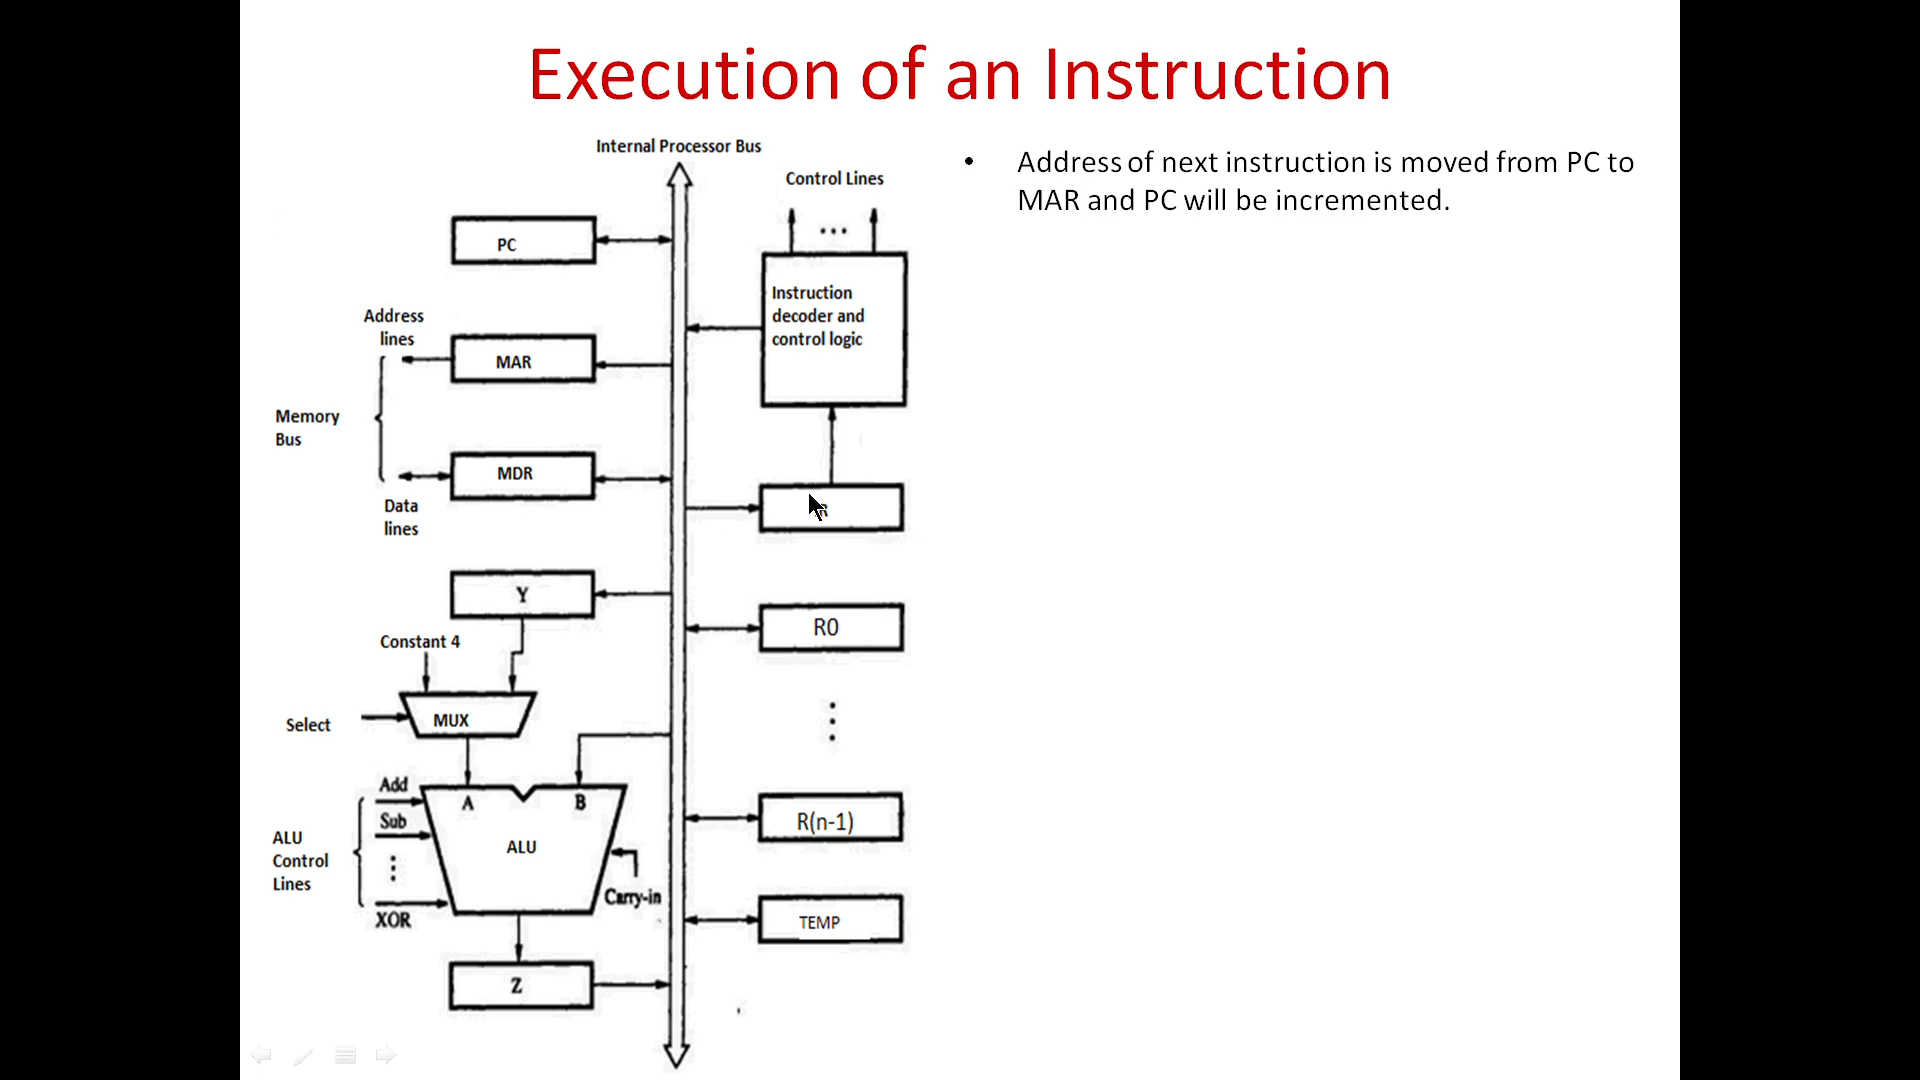 Execution of an Instruction
Internal Processor Bus
• Address of next instruction is moved from PC to
MAR and PC will be incremented.
Control Lines
...
PC
Instruction
decoder and
control logic
Address
lines
MAR
Memory
Bus
MDR
Data
lines
Y
R0
Constant 4
MUX
Select
Add
A
B
Sub
ALU
Control
Lines
ALU
R(n-1)
Carry-in
XOR
TEMP
Z